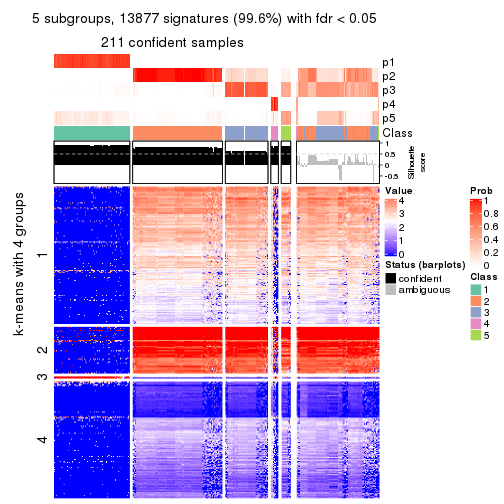 5 subgroups, 13877 signatures (99.6%) with fdr < 0.05
211 confident samples
p1
p2
p3
p4
p5
Class
1
0.5
0
-0.5
Silhouette
score
k-means with 4 groups
1
2
3
4
Value
4
3
2
1
0
Status (barplots)
confident
ambiguous
Prob
1
0.8
0.6
0.4
0.2
0
Class
1
2
3
4
5